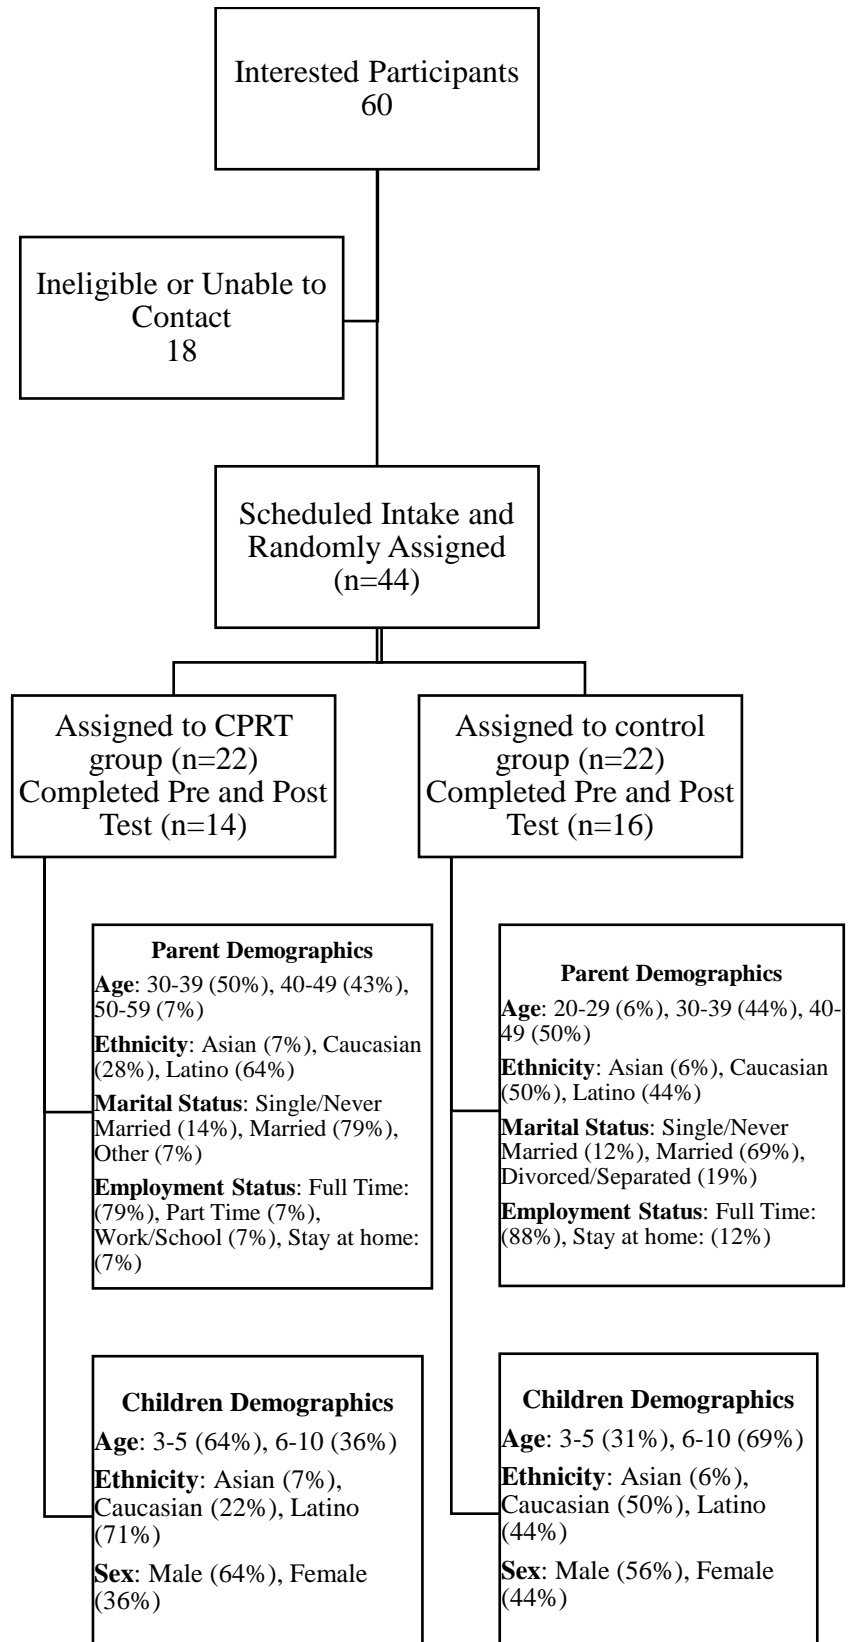 Interested Participants
60
Ineligible or Unable to
Contact
18
Scheduled Intake and
Randomly Assigned
(n=44)
Assigned to CPRT
group (n=22)
Completed Pre and Post
Test (n=14)
Assigned to control
group (n=22)
Completed Pre and Post
Test (n=16)
Parent Demographics
Age: 30-39 (50%), 40-49 (43%),
50-59 (7%)
Ethnicity: Asian (7%), Caucasian
(28%), Latino (64%)
Marital Status: Single/Never
Married (14%), Married (79%),
Other (7%)
Employment Status: Full Time:
(79%), Part Time (7%),
Work/School (7%), Stay at home:
(7%)
Parent Demographics
Age: 20-29 (6%), 30-39 (44%), 40-
49 (50%)
Ethnicity: Asian (6%), Caucasian
(50%), Latino (44%)
Marital Status: Single/Never
Married (12%), Married (69%),
Divorced/Separated (19%)
Employment Status: Full Time:
(88%), Stay at home: (12%)
Children Demographics
Age: 3-5 (64%), 6-10 (36%)
Ethnicity: Asian (7%),
Caucasian (22%), Latino
(71%)
Sex: Male (64%), Female
(36%)
Children Demographics
Age: 3-5 (31%), 6-10 (69%)
Ethnicity: Asian (6%),
Caucasian (50%), Latino
(44%)
Sex: Male (56%), Female
(44%)